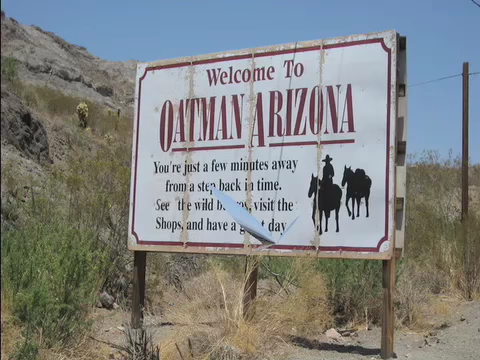 Welcome To
OATMAN ARIZONA
You're just a few minutes away
from a step back in time.
See the wild visit the
Shops, and have a day